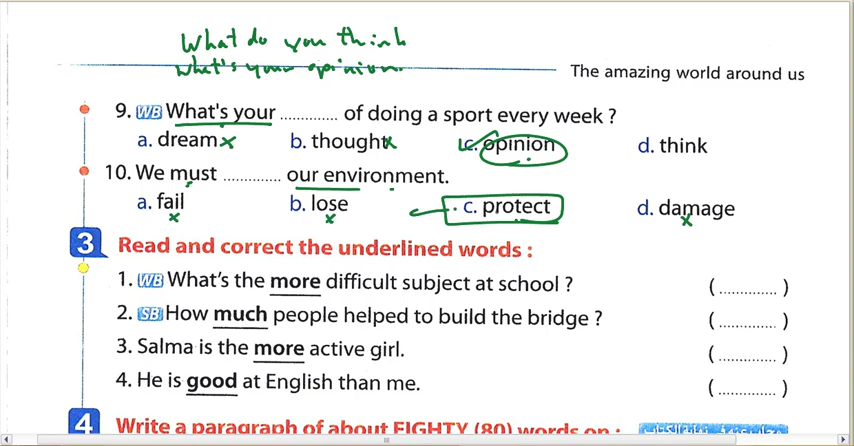 What do you think
what's your opinion.
The amazing world around us
9. WB What's your ............. of doing a sport every week ?
a. dream x b. thought x c. opinion d. think
10. We must ............. our environment.
a. fail x b. lose x c. protect d. damage x
3 Read and correct the underlined words :
1. WB What's the more difficult subject at school ? (.............)
2. SB How much people helped to build the bridge ? (.............)
3. Salma is the more active girl. (.............)
4. He is good at English than me. (.............)
4 Write a paragraph of about EIGHTY (80) words on :